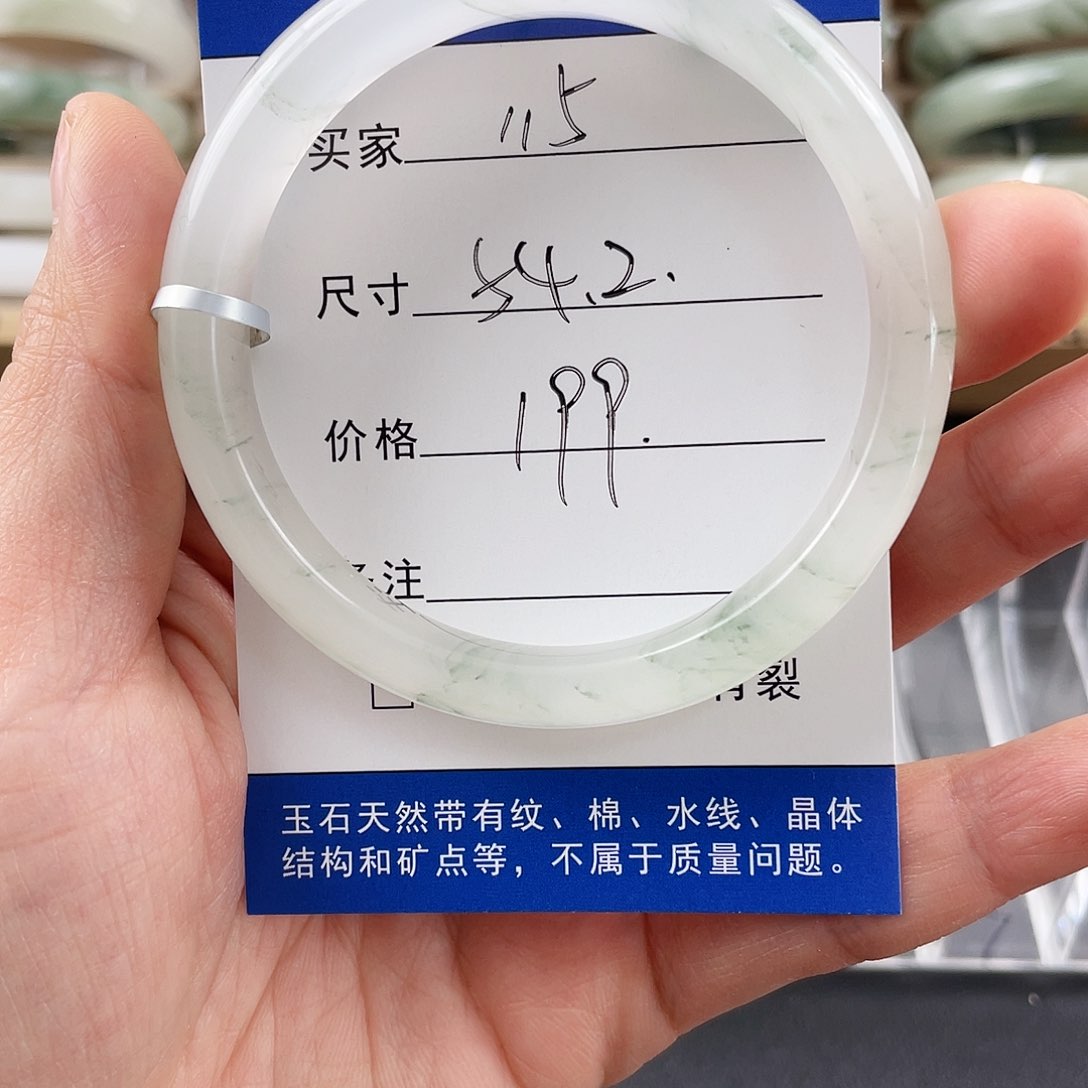 买家 115
尺寸 54.2.
价格 199.
注
裂
玉石天然带有纹、棉、水线、晶体
结构和矿点等，不属于质量问题。